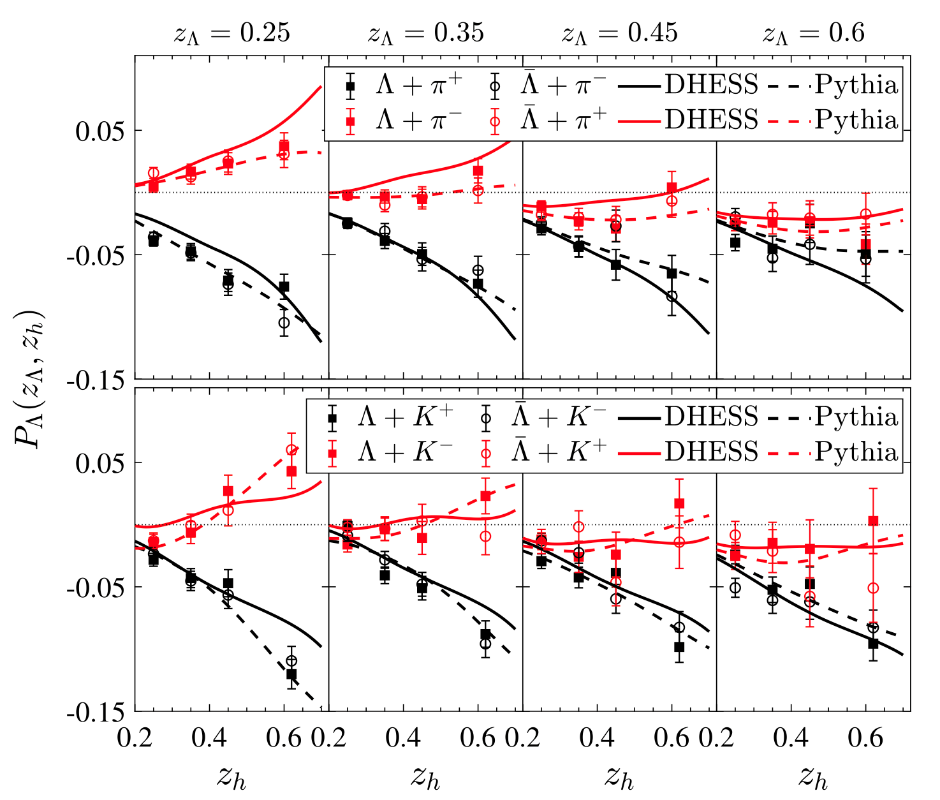 z_Λ = 0.25 z_Λ = 0.35 z_Λ = 0.45 z_Λ = 0.6
Λ + π⁺ Λ̄ + π⁻ DHESS Pythia
Λ + π⁻ Λ̄ + π⁺ DHESS Pythia
0.05
-0.05
-0.15
P_Λ(z_Λ, z_h)
Λ + K⁺ Λ̄ + K⁻ DHESS Pythia
Λ + K⁻ Λ̄ + K⁺ DHESS Pythia
0.05
-0.05
-0.15
0.2 0.4 0.6 0.2 0.4 0.6 0.2 0.4 0.6 0.2 0.4 0.6
z_h z_h z_h z_h